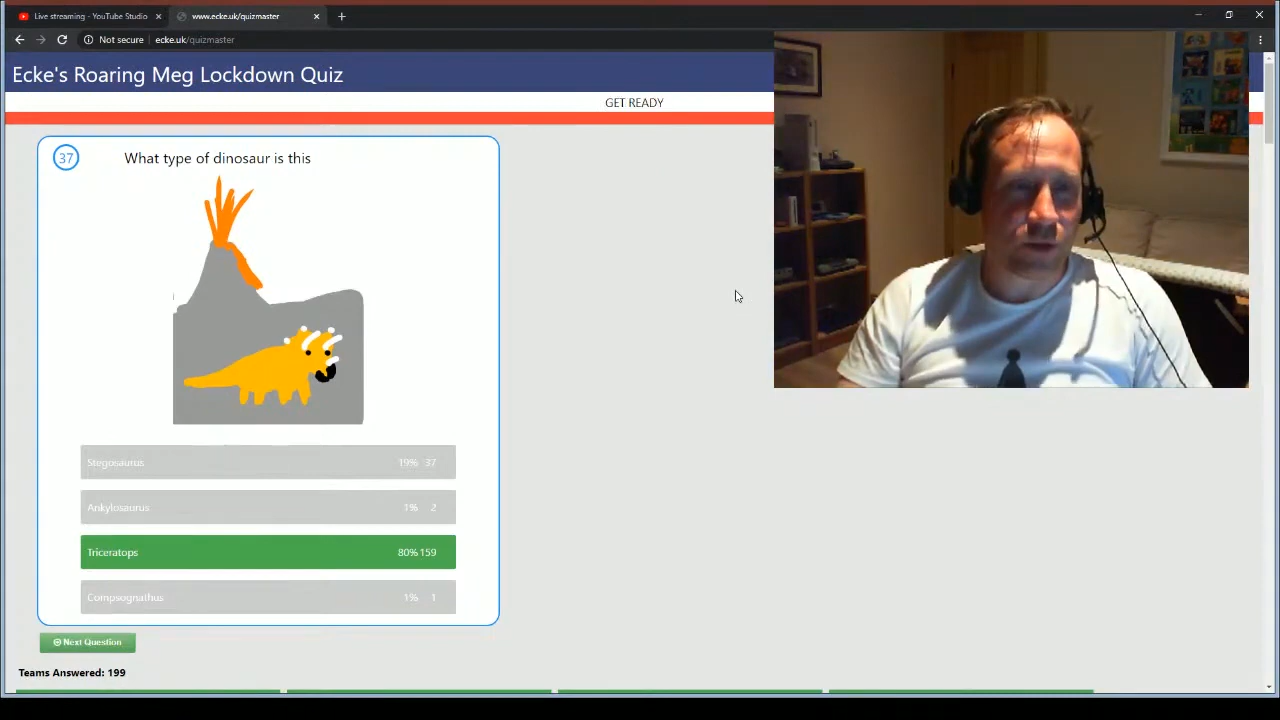 Live streaming - YouTube Studio
www.ecke.uk/quizmaster
Not secure
ecke.uk/quizmaster
Ecke's Roaring Meg Lockdown Quiz
GET READY
37
What type of dinosaur is this
Stegosaurus 19% 37
Ankylosaurus 1% 2
Triceratops 80% 159
Compsognathus 1% 1
Next Question
Teams Answered: 199